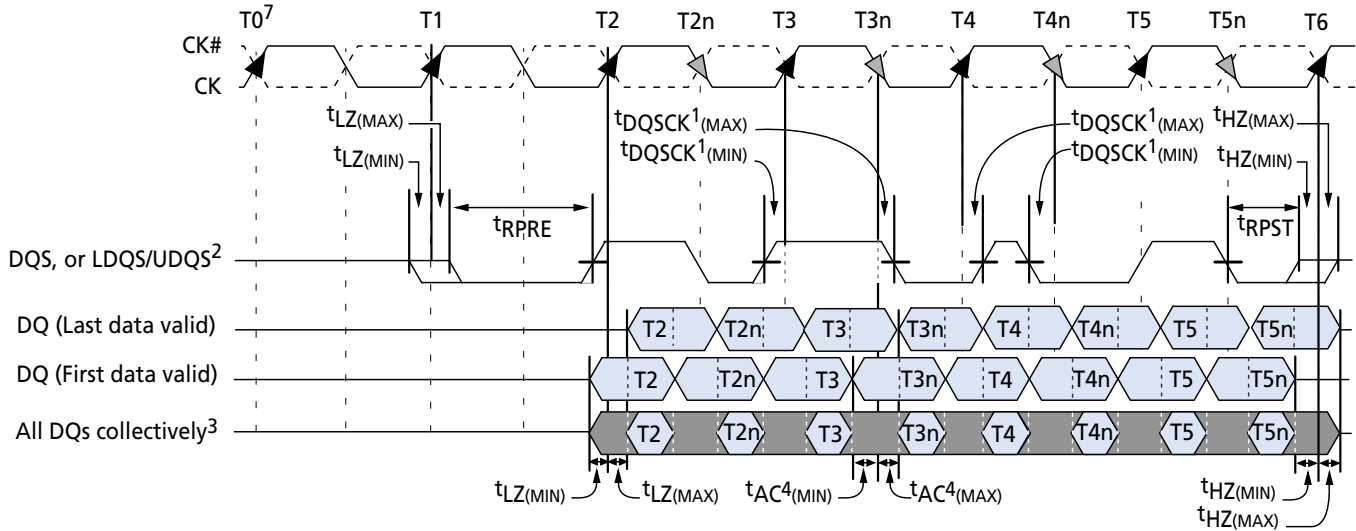 T0⁷ T1 T2 T2n T3 T3n T4 T4n T5 T5n T6
CK#
CK
tLZ(MAX) tDQSCK¹(MAX) tDQSCK¹(MAX) tHZ(MAX)
tLZ(MIN) tDQSCK¹(MIN) tDQSCK¹(MIN) tHZ(MIN)
tRPRE tRPST
DQS, or LDQS/UDQS²
DQ (Last data valid) T2 T2n T3 T3n T4 T4n T5 T5n
DQ (First data valid) T2 T2n T3 T3n T4 T4n T5 T5n
All DQs collectively³ T2 T2n T3 T3n T4 T4n T5 T5n
tLZ(MIN) tLZ(MAX) tAC⁴(MIN) tAC⁴(MAX) tHZ(MIN)
tHZ(MAX)